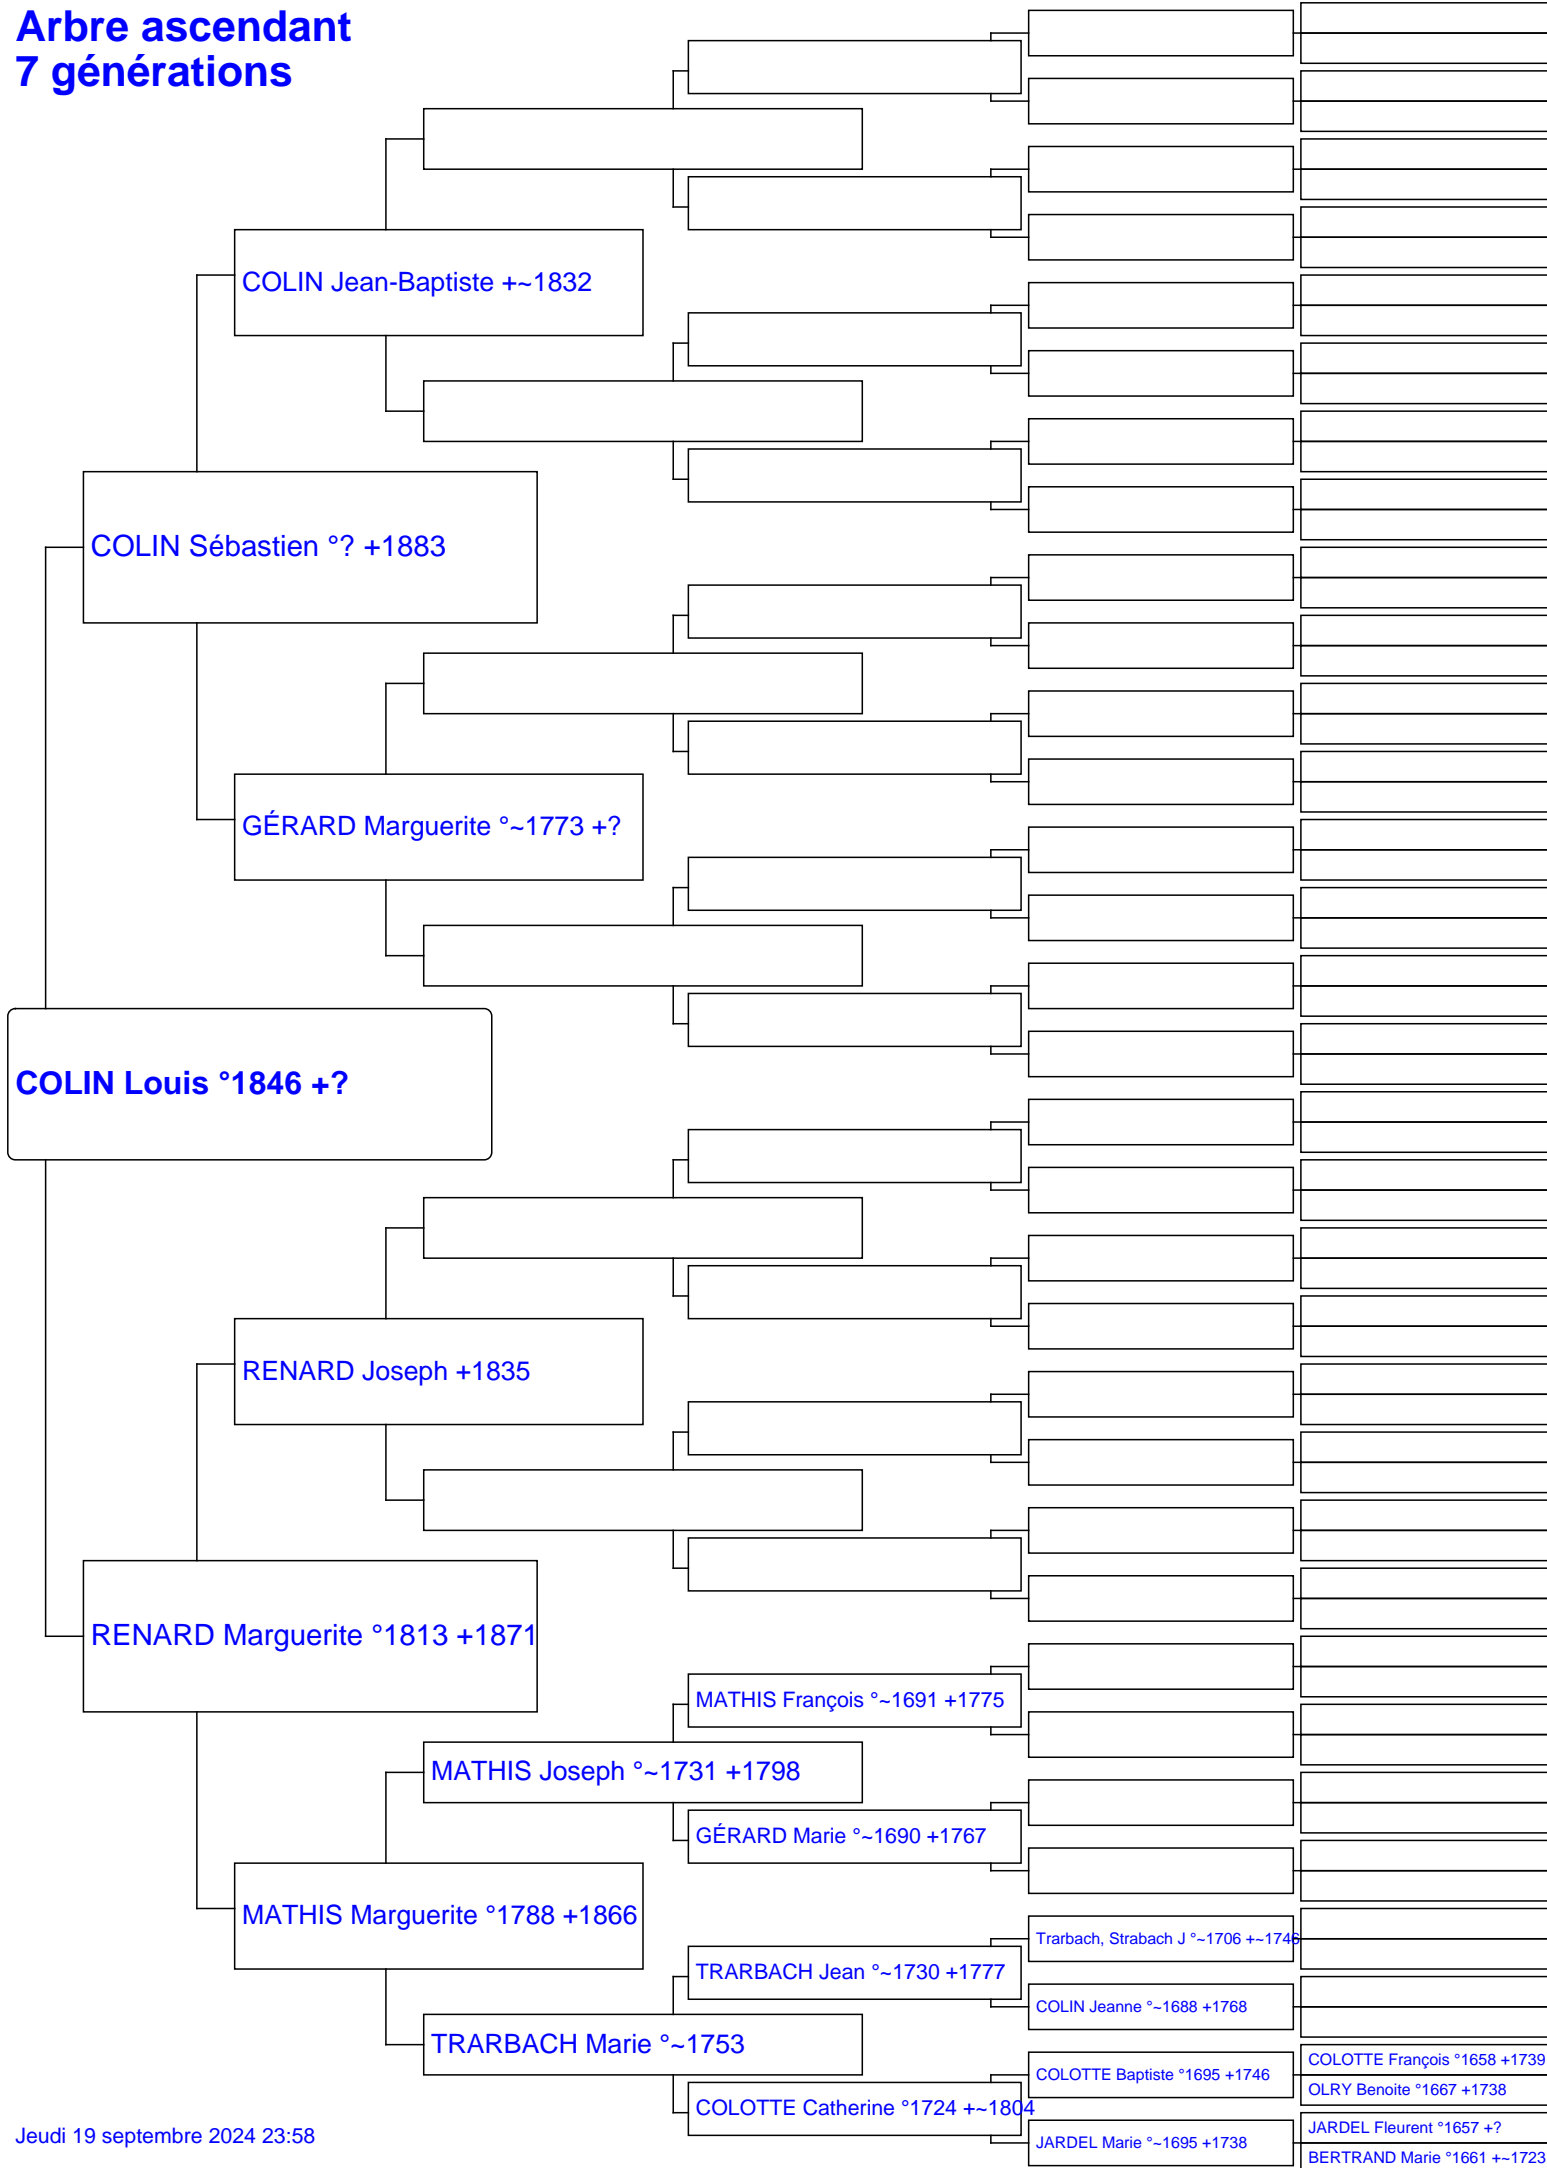 Arbre ascendant
7 générations
COLIN Jean-Baptiste +~1832
COLIN Sébastien °? +1883
GÉRARD Marguerite °~1773 +?
COLIN Louis °1846 +?
RENARD Joseph +1835
RENARD Marguerite °1813 +1871
MATHIS François °~1691 +1775
MATHIS Joseph °~1731 +1798
GÉRARD Marie °~1690 +1767
MATHIS Marguerite °1788 +1866
Trarbach, Strabach J °~1706 +~1746
TRARBACH Jean °~1730 +1777
COLIN Jeanne °~1688 +1768
TRARBACH Marie °~1753
COLOTTE François °1658 +1739
COLOTTE Baptiste °1695 +1746
OLRY Benoite °1667 +1738
COLOTTE Catherine °1724 +~1804
JARDEL Fleurent °1657 +?
JARDEL Marie °~1695 +1738
BERTRAND Marie °1661 +~1723
Jeudi 19 septembre 2024 23:58